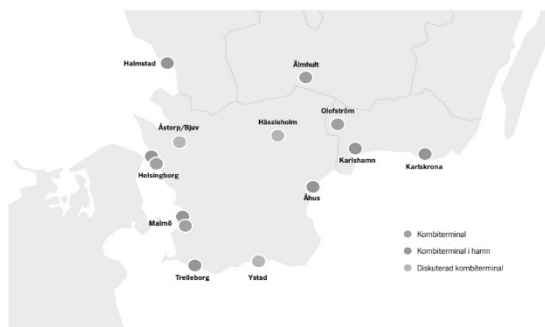 Halmstad
Älmhult
Olofström
Åstorp/Bjuv
Hässleholm
Karlshamn
Karlskrona
Helsingborg
Åhus
Malmö
Kombiterminal
Kombiterminal i hamn
Diskuterad kombiterminal
Trelleborg
Ystad